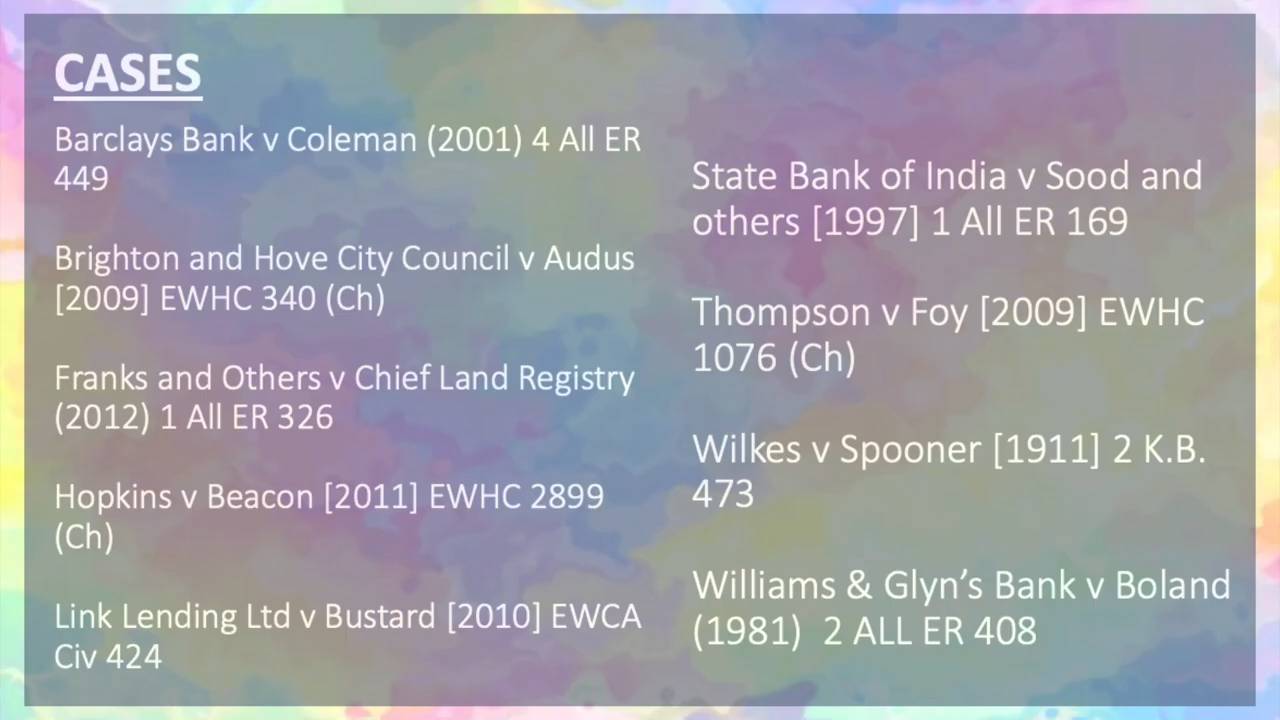 CASES
Barclays Bank v Coleman (2001) 4 All ER
449
Brighton and Hove City Council v Audus
[2009] EWHC 340 (Ch)
Franks and Others v Chief Land Registry
(2012) 1 All ER 326
Hopkins v Beacon [2011] EWHC 2899
(Ch)
Link Lending Ltd v Bustard [2010] EWCA
Civ 424
State Bank of India v Sood and
others [1997] 1 All ER 169
Thompson v Foy [2009] EWHC
1076 (Ch)
Wilkes v Spooner [1911] 2 K.B.
473
Williams & Glyn’s Bank v Boland
(1981)  2 ALL ER 408